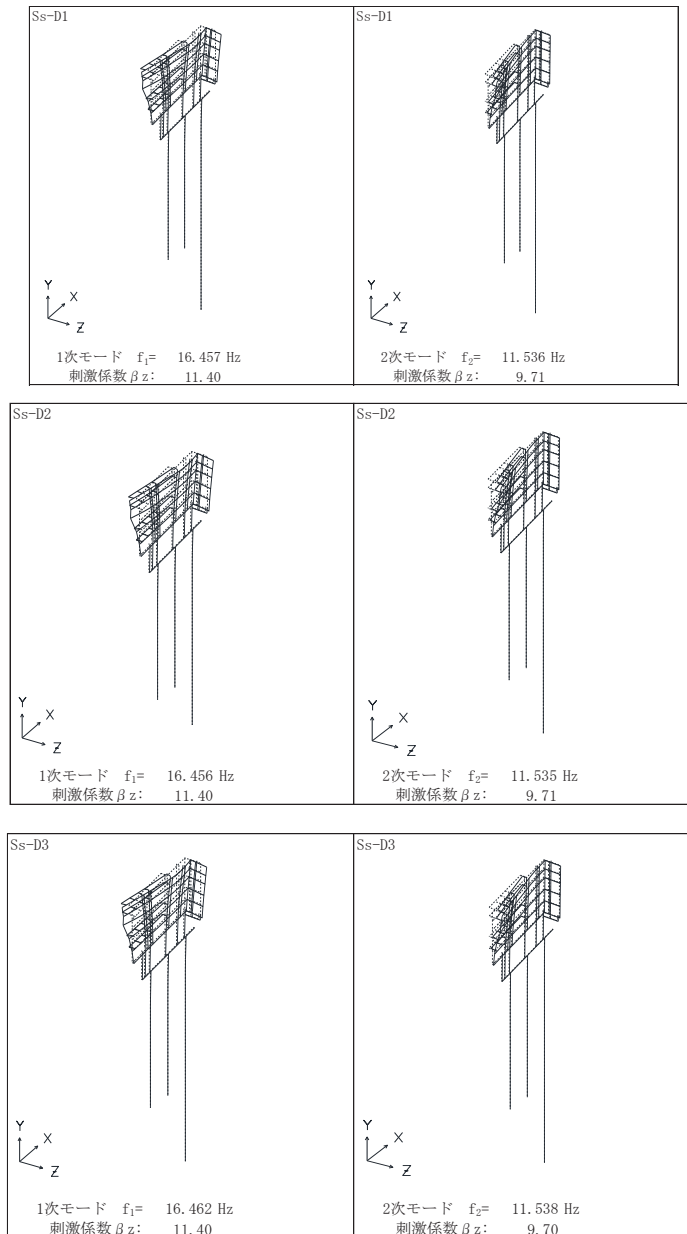 Ss-D1
Y
X
Z
1次モード f₁= 16.457 Hz
刺激係数βz: 11.40
Ss-D1
Y
X
Z
2次モード f₂= 11.536 Hz
刺激係数βz: 9.71
Ss-D2
Y
X
Z
1次モード f₁= 16.456 Hz
刺激係数βz: 11.40
Ss-D2
Y
X
Z
2次モード f₂= 11.535 Hz
刺激係数βz: 9.71
Ss-D3
Y
X
Z
1次モード f₁= 16.462 Hz
刺激係数βz: 11.40
Ss-D3
Y
X
Z
2次モード f₂= 11.538 Hz
刺激係数βz: 9.70